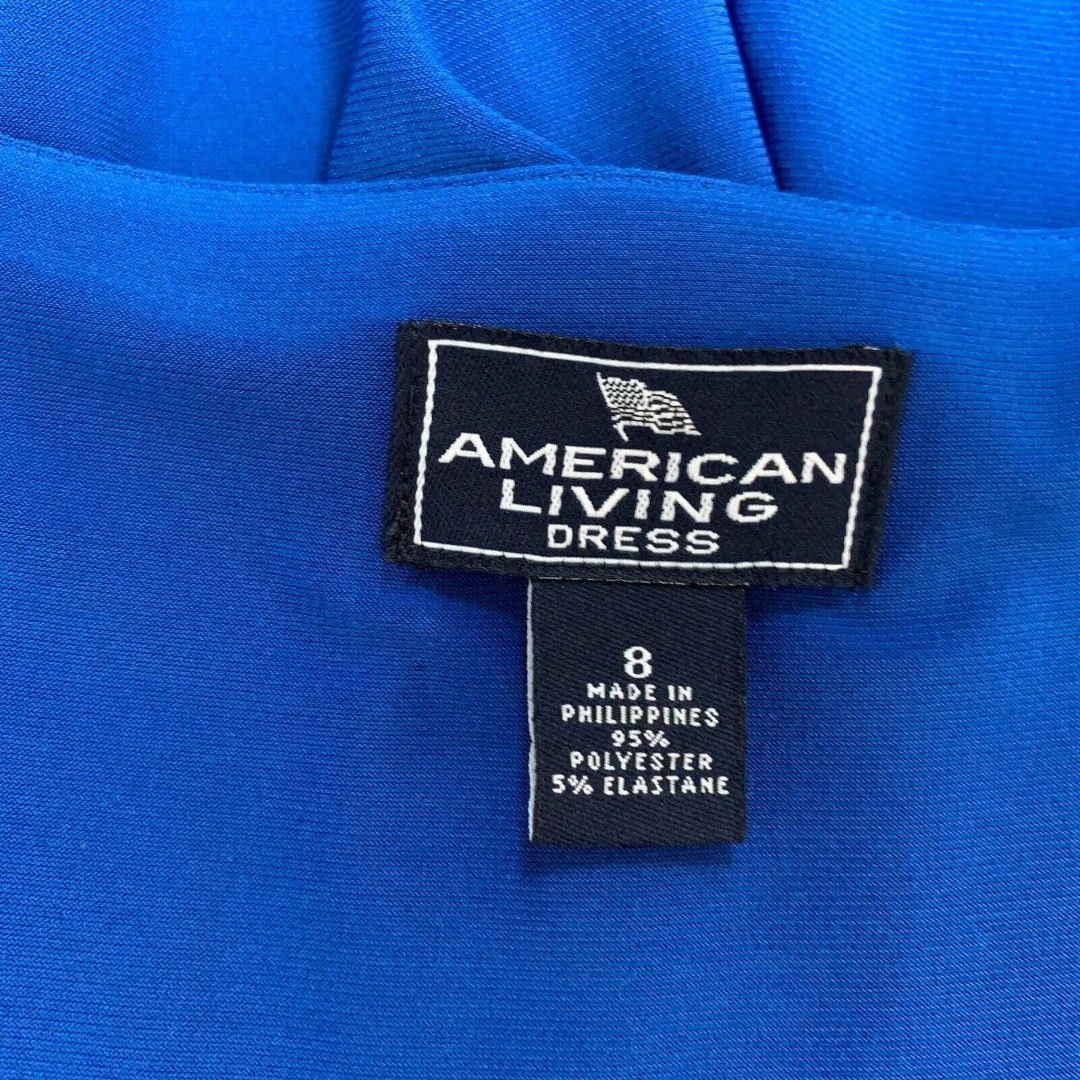 AMERICAN
LIVING
DRESS
8
MADE IN
PHILIPPINES
95%
POLYESTER
5% ELASTANE